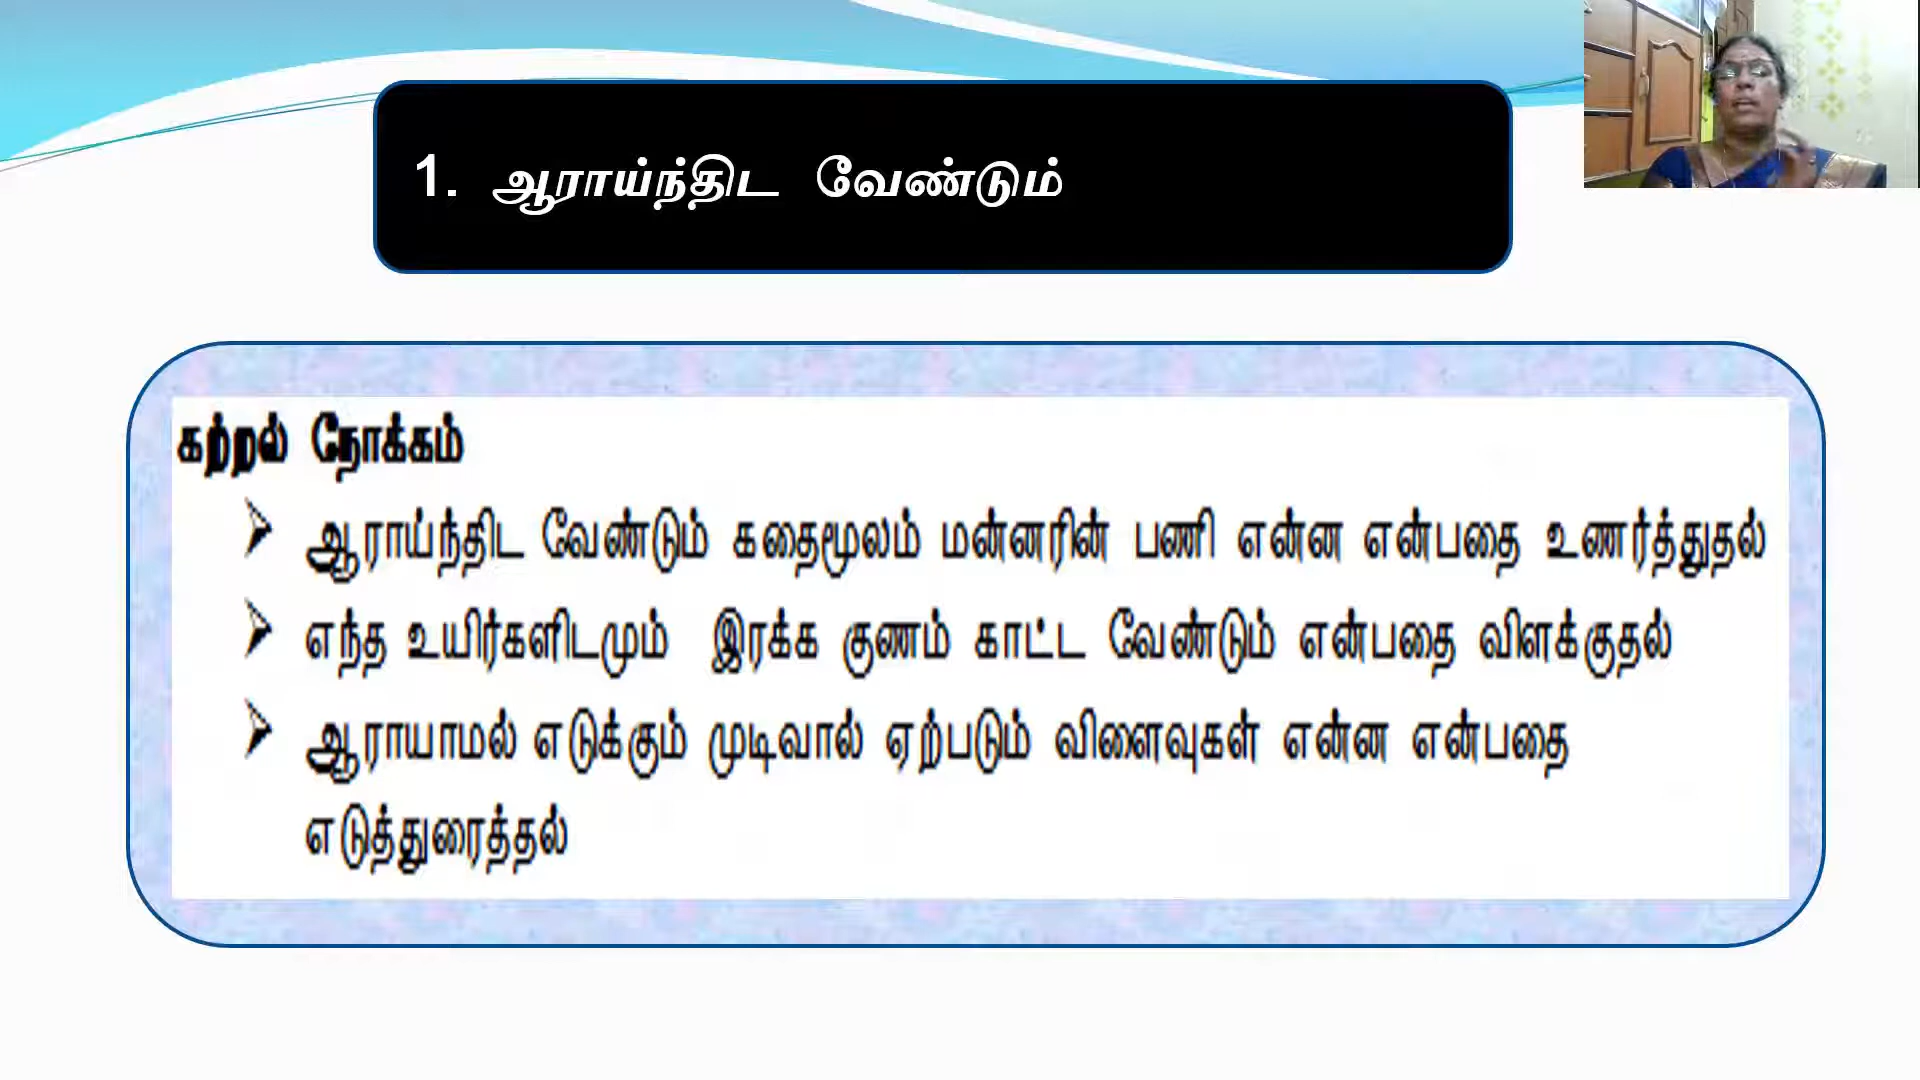 1. ஆராய்ந்திட வேண்டும்
கற்றல் நோக்கம்
ஆராய்ந்திட வேண்டும் கதைமூலம் மன்னரின் பணி என்ன என்பதை உணர்த்துதல்
எந்த உயிர்களிடமும் இரக்க குணம் காட்ட வேண்டும் என்பதை விளக்குதல்
ஆராயாமல் எடுக்கும் முடிவால் ஏற்படும் விளைவுகள் என்ன என்பதை
எடுத்துரைத்தல்